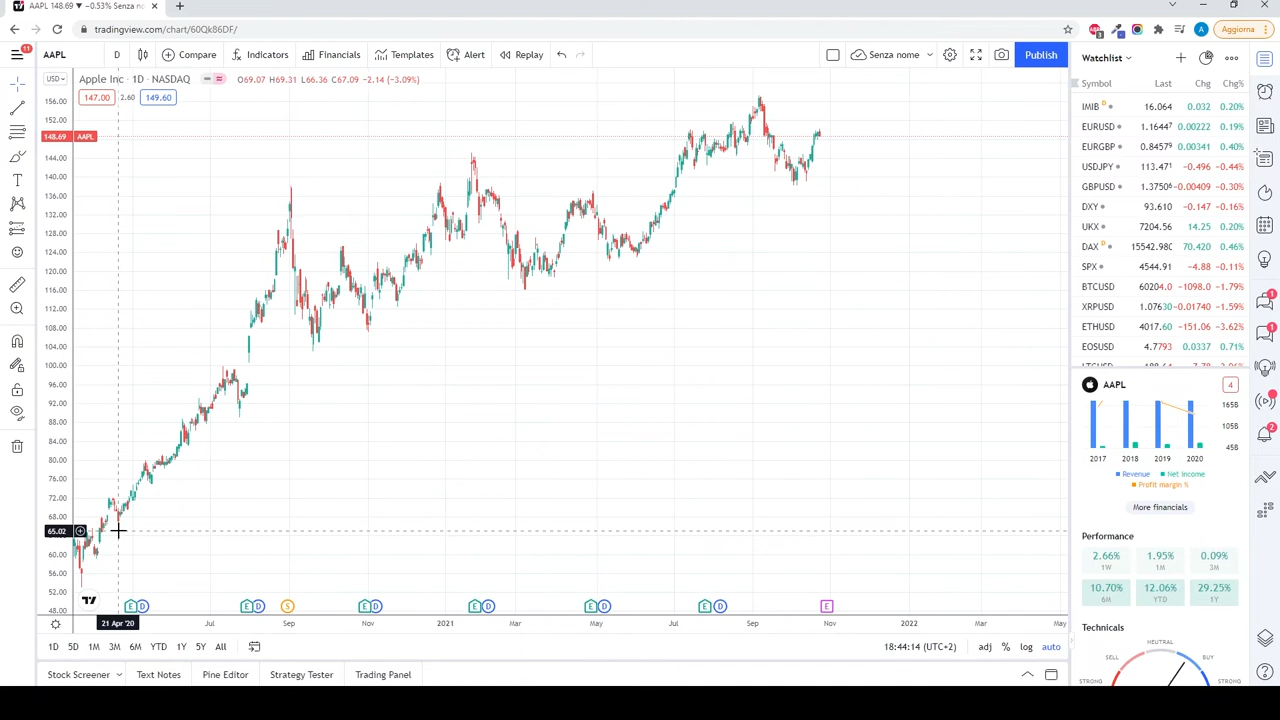 AAPL 148.69 ▼ −0.53% Senza no
tradingview.com/chart/60Qk86DF/
Aggiorna
11
AAPL
D
Compare
Indicators
Financials
Templates
Alert
Replay
Senza nome
Publish
USD
Apple Inc · 1D · NASDAQ
O69.07 H69.31 L66.36 C67.09 −2.14 (−3.09%)
147.00
2.60
149.60
156.00
152.00
148.69 AAPL
144.00
140.00
136.00
132.00
128.00
124.00
120.00
116.00
112.00
108.00
104.00
100.00
96.00
92.00
88.00
84.00
80.00
76.00
72.00
68.00
65.02
60.00
56.00
52.00
48.00
E D E D S E D E D E D E D E
21 Apr '20
Jul
Sep
Nov
2021
Mar
May
Jul
Sep
Nov
2022
Mar
May
1D 5D 1M 3M 6M YTD 1Y 5Y All
18:44:14 (UTC+2)
adj
%
log
auto
Stock Screener
Text Notes
Pine Editor
Strategy Tester
Trading Panel
Watchlist
Symbol Last Chg Chg%
IMIB D 16.064 0.032 0.20%
EURUSD 1.16447 0.00222 0.19%
EURGBP 0.84579 0.00341 0.40%
USDJPY 113.471 −0.496 −0.44%
GBPUSD 1.37506 −0.00409 −0.30%
DXY 93.610 −0.147 −0.16%
UKX 7204.56 14.25 0.20%
DAX D 15542.980 70.420 0.46%
SPX 4544.91 −4.88 −0.11%
BTCUSD 60204.0 −1098.0 −1.79%
XRPUSD 1.07630 −0.01740 −1.59%
ETHUSD 4017.60 −151.06 −3.62%
EOSUSD 4.7793 0.0337 0.71%
AAPL
4
165B
105B
45B
2017 2018 2019 2020
Revenue Net income
Profit margin %
More financials
Performance
2.66% 1.95% 0.09%
1W 1M 3M
10.70% 12.06% 29.25%
6M YTD 1Y
Technicals
NEUTRAL
SELL BUY
STRONG STRONG